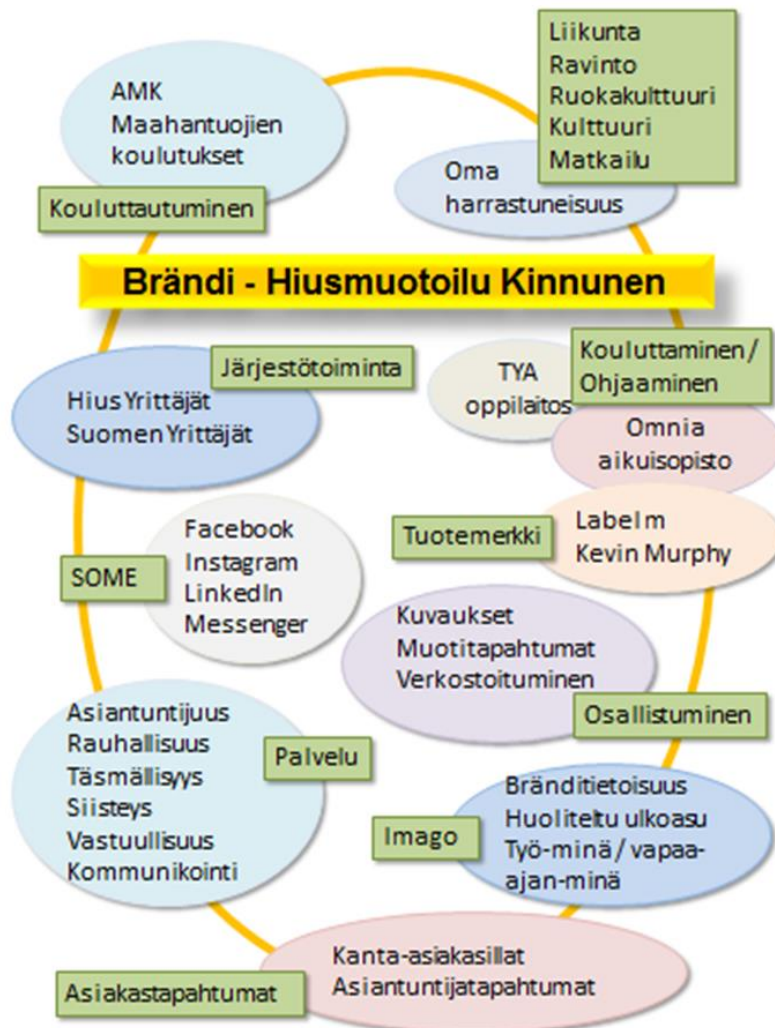 AMK
Maahantuojien
koulutukset
Kouluttautuminen
Liikunta
Ravinto
Ruokakulttuuri
Kulttuuri
Matkailu
Oma
harrastuneisuus
Brändi - Hiusmuotoilu Kinnunen
Järjestötoiminta
Hius Yrittäjät
Suomen Yrittäjät
Kouluttaminen /
Ohjaaminen
TYA
oppilaitos
Omnia
aikuisopisto
Tuotemerkki
Label m
Kevin Murphy
SOME
Facebook
Instagram
LinkedIn
Messenger
Kuvaukset
Muotitapahtumat
Verkostoituminen
Osallistuminen
Asiantuntijuus
Rauhallisuus
Täsmällisyys
Siisteys
Vastuullisuus
Kommunikointi
Palvelu
Imago
Bränditietoisuus
Huoliteltu ulkoasu
Työ-minä / vapaa-
ajan-minä
Kanta-asiakasillat
Asiantuntijatapahtumat
Asiakastapahtumat